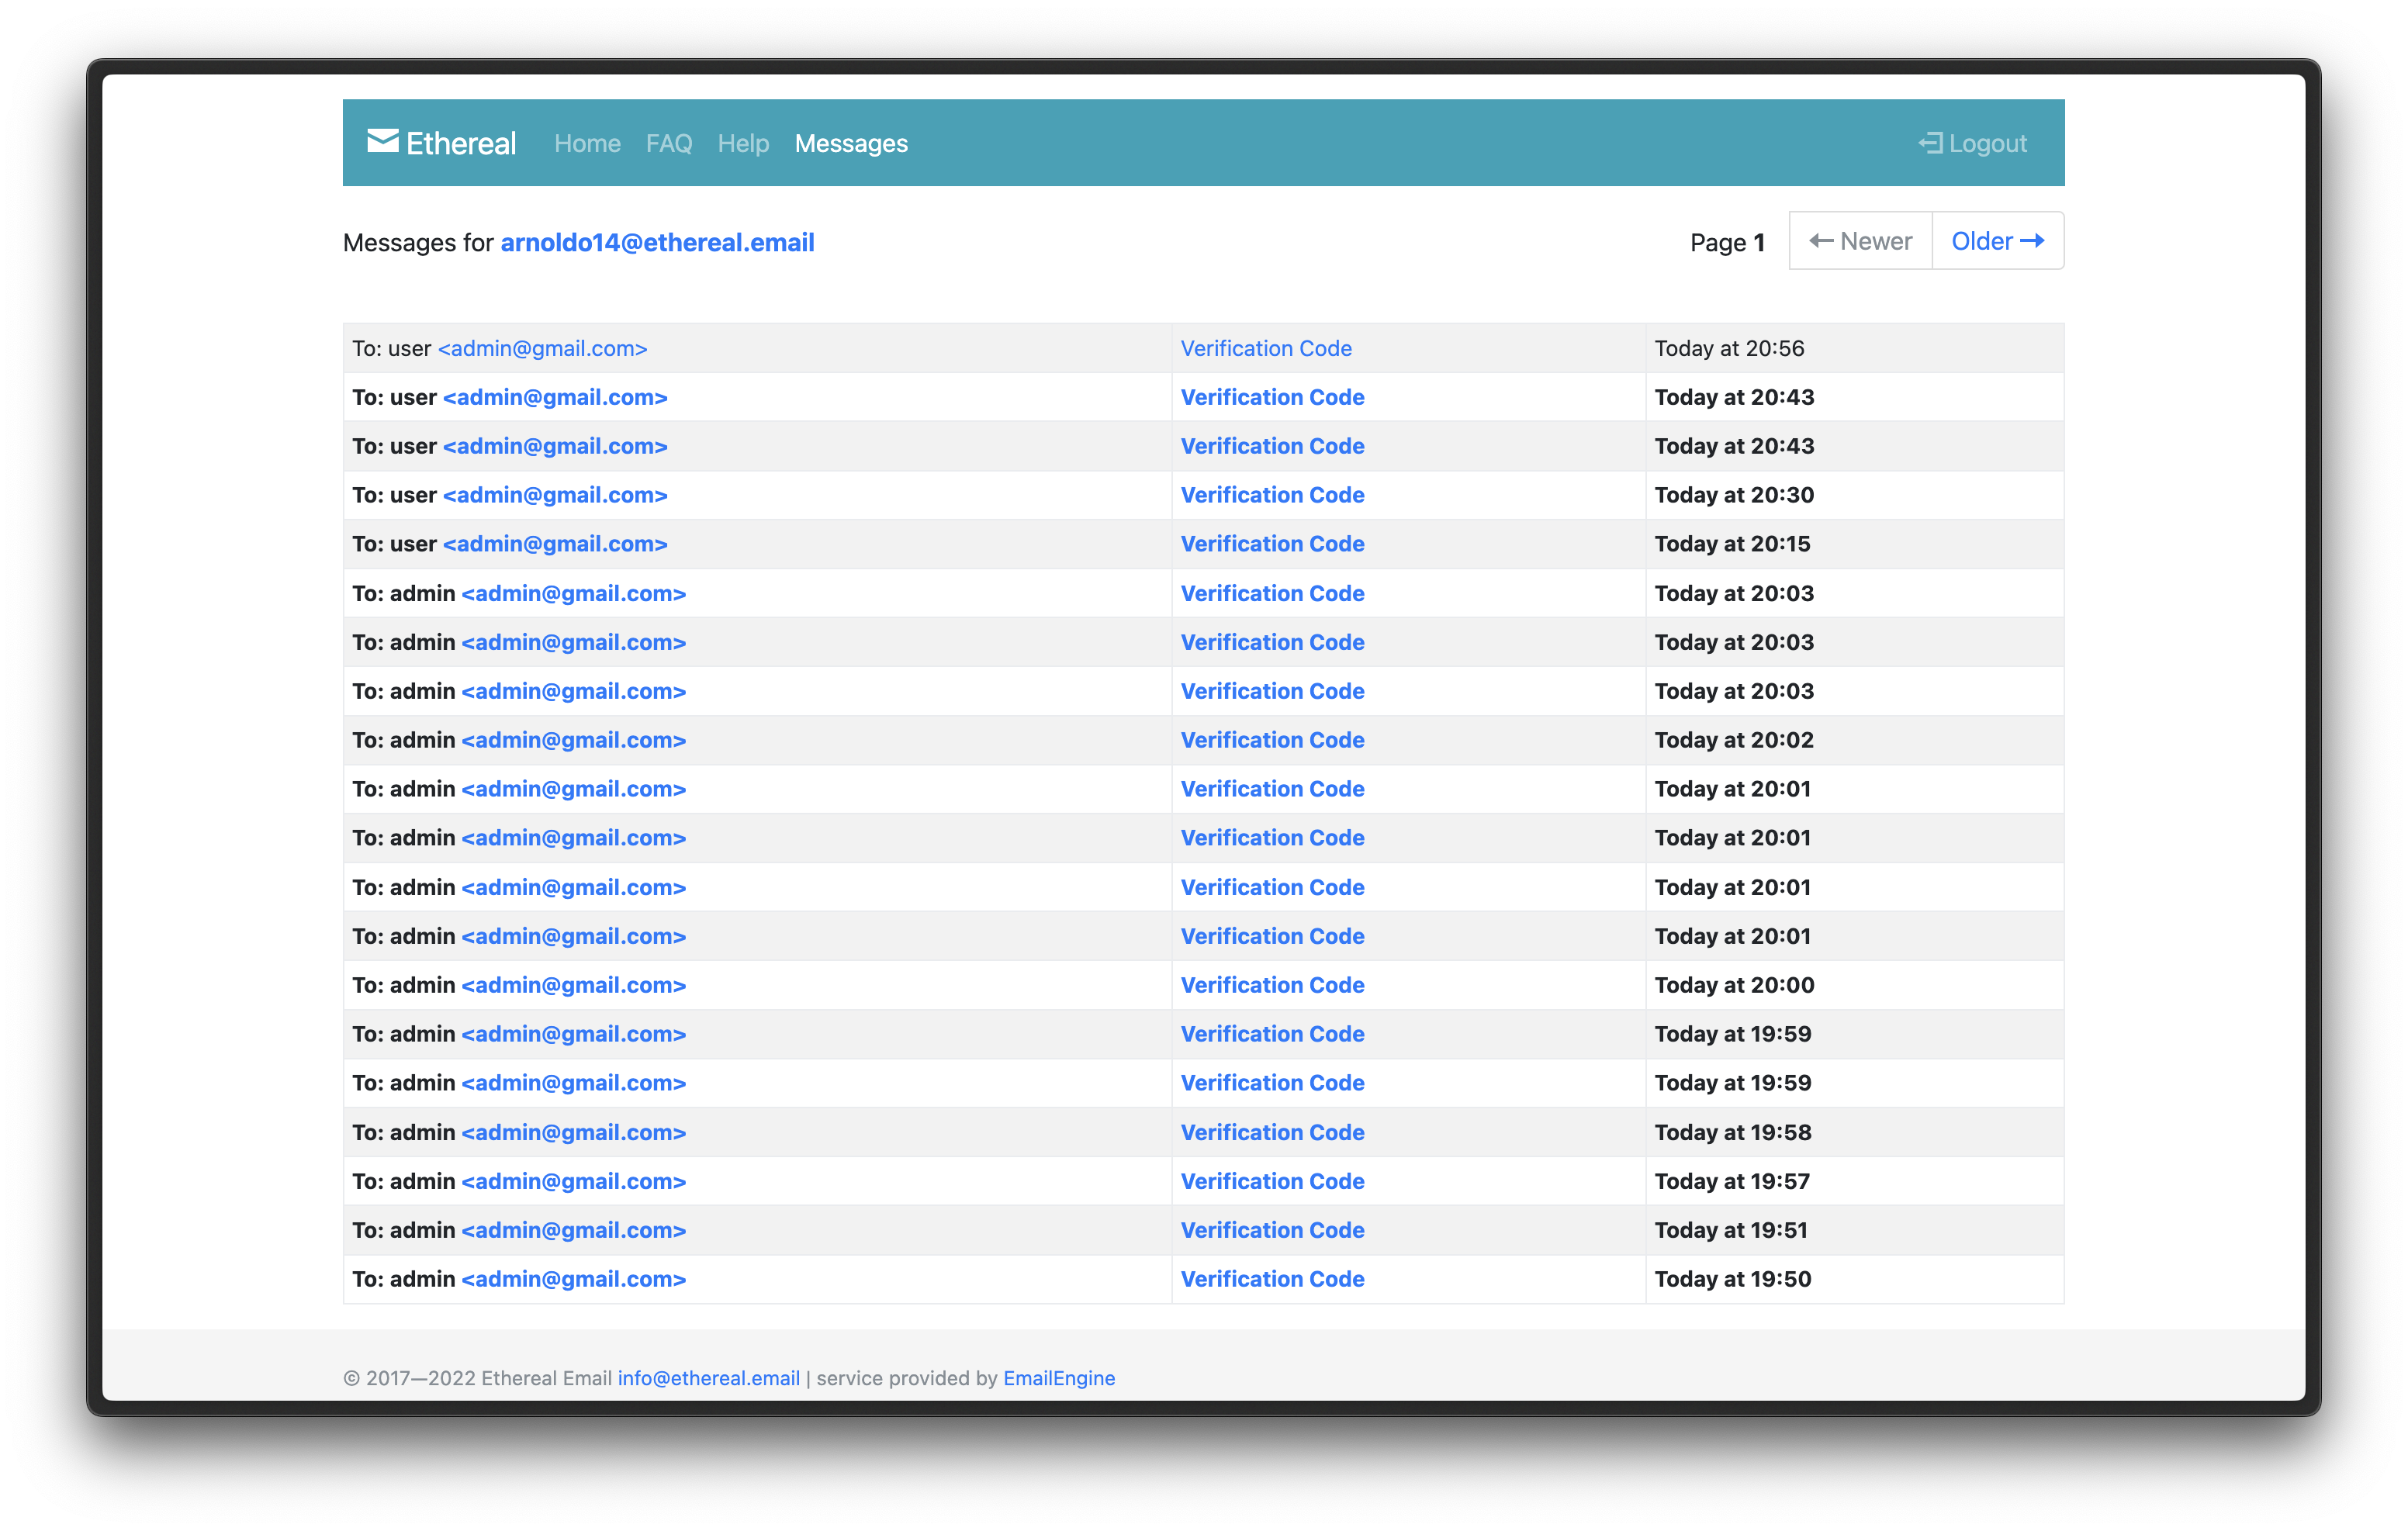 Ethereal Home FAQ Help Messages Logout
Messages for arnoldo14@ethereal.email Page 1 Newer Older
To: user <admin@gmail.com> Verification Code Today at 20:56
To: user <admin@gmail.com> Verification Code Today at 20:43
To: user <admin@gmail.com> Verification Code Today at 20:43
To: user <admin@gmail.com> Verification Code Today at 20:30
To: user <admin@gmail.com> Verification Code Today at 20:15
To: admin <admin@gmail.com> Verification Code Today at 20:03
To: admin <admin@gmail.com> Verification Code Today at 20:03
To: admin <admin@gmail.com> Verification Code Today at 20:03
To: admin <admin@gmail.com> Verification Code Today at 20:02
To: admin <admin@gmail.com> Verification Code Today at 20:01
To: admin <admin@gmail.com> Verification Code Today at 20:01
To: admin <admin@gmail.com> Verification Code Today at 20:01
To: admin <admin@gmail.com> Verification Code Today at 20:01
To: admin <admin@gmail.com> Verification Code Today at 20:00
To: admin <admin@gmail.com> Verification Code Today at 19:59
To: admin <admin@gmail.com> Verification Code Today at 19:59
To: admin <admin@gmail.com> Verification Code Today at 19:58
To: admin <admin@gmail.com> Verification Code Today at 19:57
To: admin <admin@gmail.com> Verification Code Today at 19:51
To: admin <admin@gmail.com> Verification Code Today at 19:50
© 2017—2022 Ethereal Email info@ethereal.email | service provided by EmailEngine